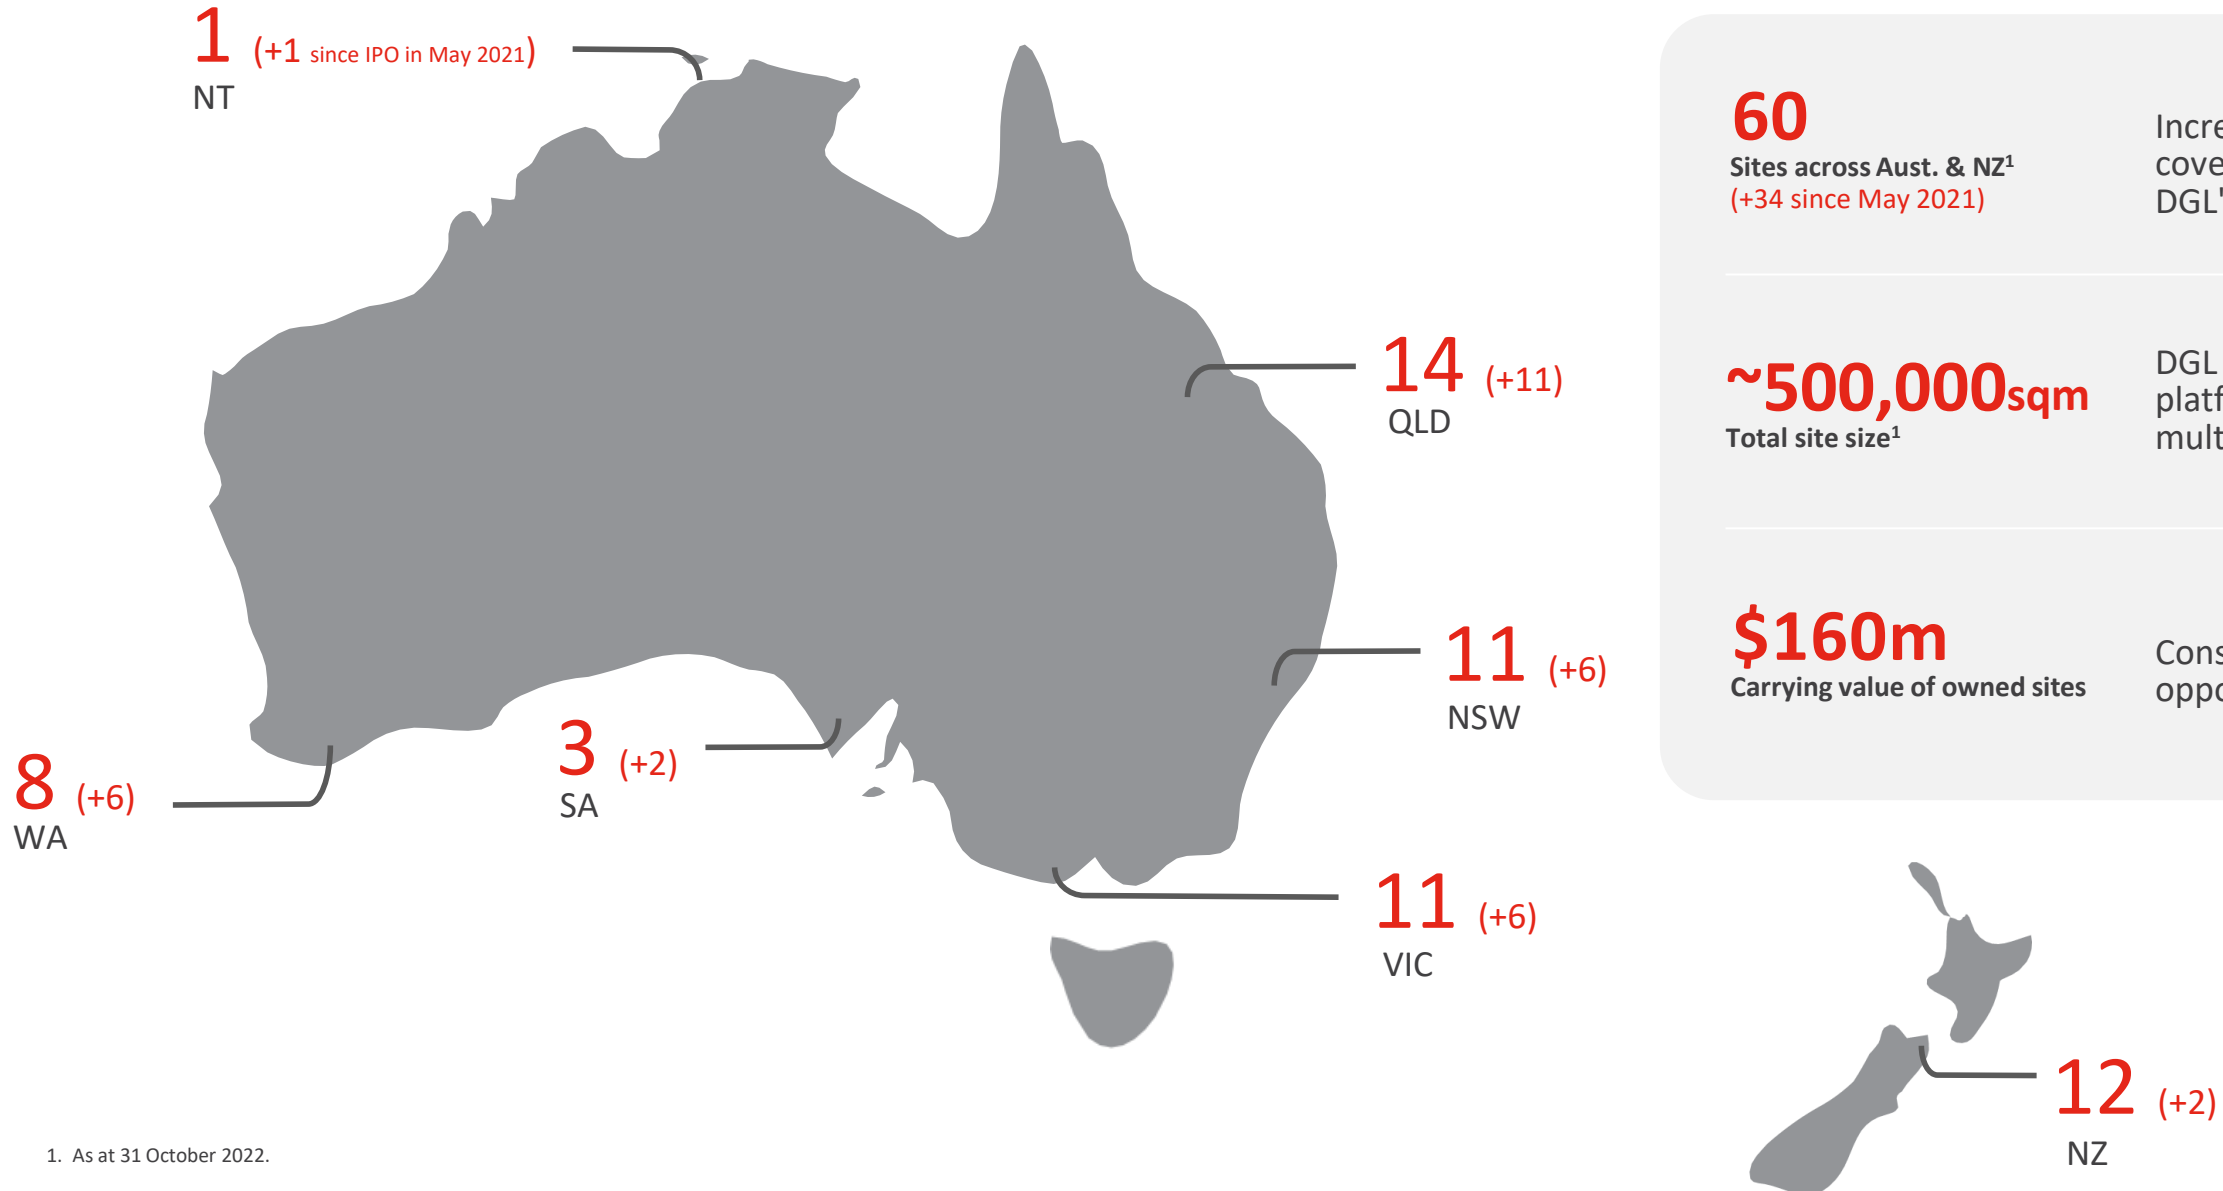 1 (+1 since IPO in May 2021)
NT
14 (+11)
QLD
11 (+6)
NSW
3 (+2)
SA
8 (+6)
WA
11 (+6)
VIC
12 (+2)
NZ
60
Sites across Aust. & NZ¹
(+34 since May 2021)
~500,000sqm
Total site size¹
DGL
$160m
Carrying value of owned sites
1. As at 31 October 2022.